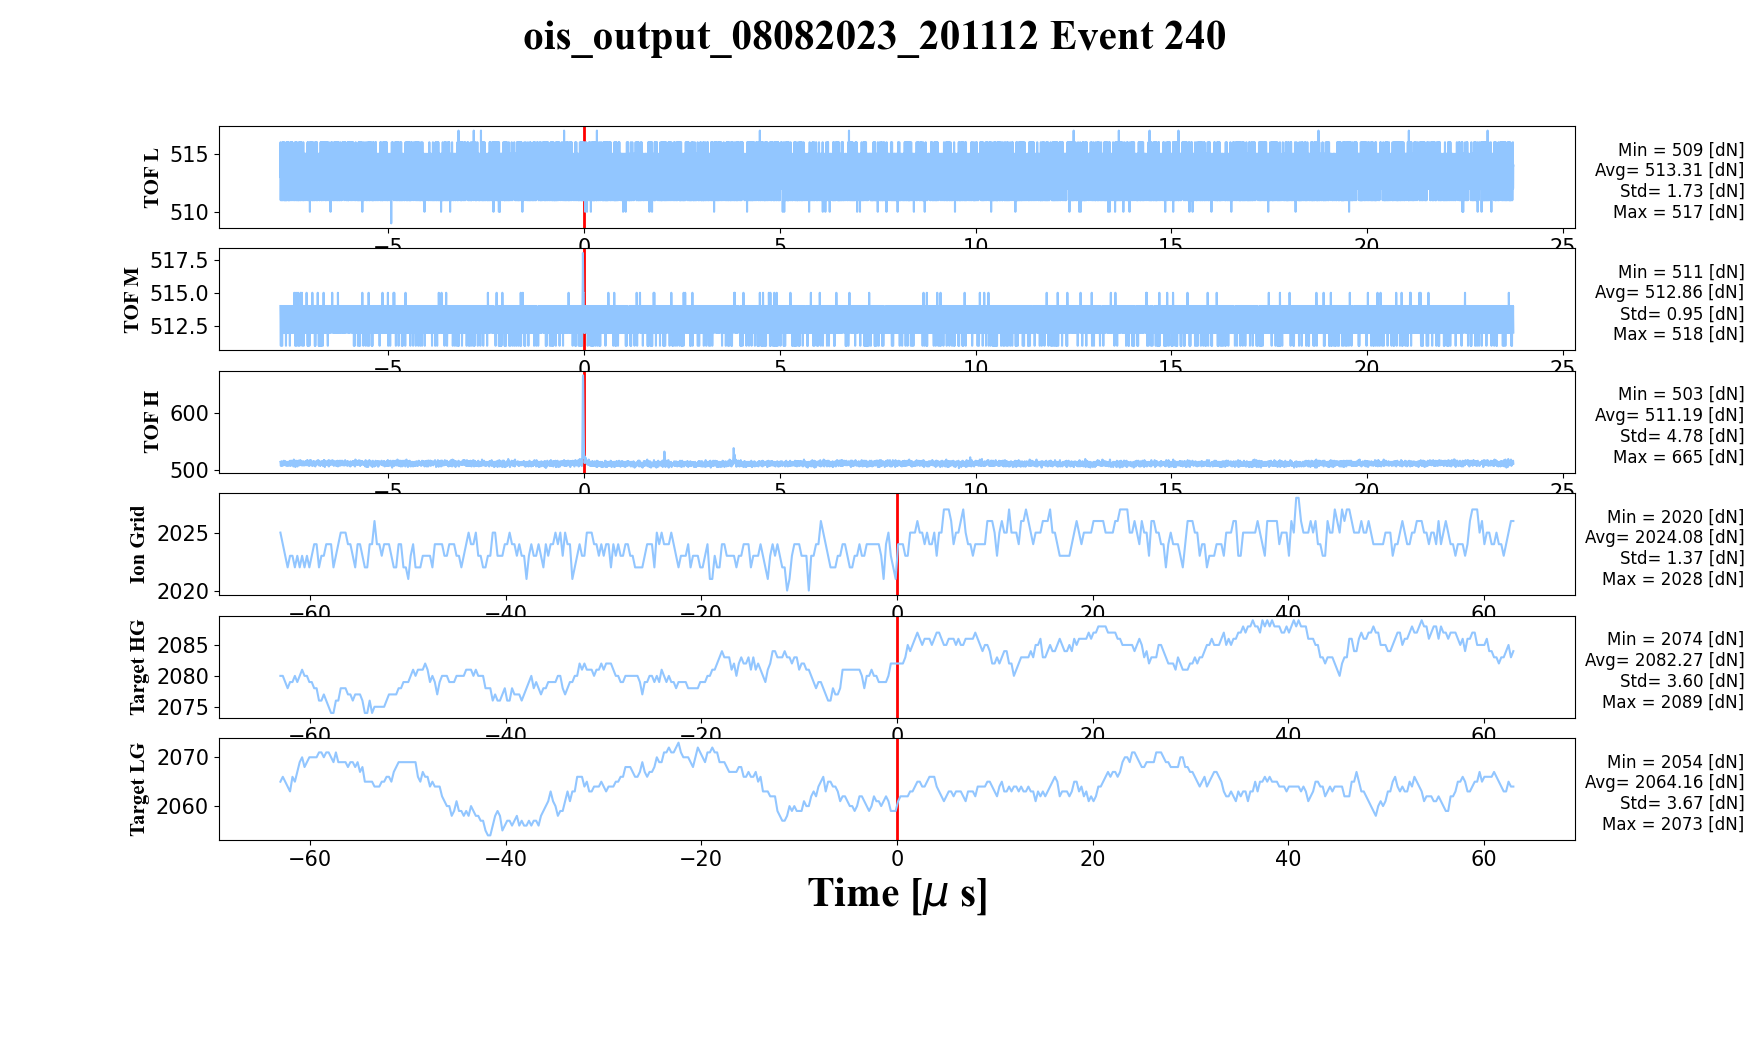 ois_output_08082023_201112 Event 240
TOF L
515
510
−5
0
5
10
15
20
25
Min = 509 [dN]
Avg= 513.31 [dN]
Std= 1.73 [dN]
Max = 517 [dN]
TOF M
517.5
515.0
512.5
−5
0
5
10
15
20
25
Min = 511 [dN]
Avg= 512.86 [dN]
Std= 0.95 [dN]
Max = 518 [dN]
TOF H
600
500
−5
0
5
10
15
20
25
Min = 503 [dN]
Avg= 511.19 [dN]
Std= 4.78 [dN]
Max = 665 [dN]
Ion Grid
2025
2020
−60
−40
−20
0
20
40
60
Min = 2020 [dN]
Avg= 2024.08 [dN]
Std= 1.37 [dN]
Max = 2028 [dN]
Target HG
2085
2080
2075
−60
−40
−20
0
20
40
60
Min = 2074 [dN]
Avg= 2082.27 [dN]
Std= 3.60 [dN]
Max = 2089 [dN]
Target LG
2070
2060
−60
−40
−20
0
20
40
60
Min = 2054 [dN]
Avg= 2064.16 [dN]
Std= 3.67 [dN]
Max = 2073 [dN]
Time [μ s]